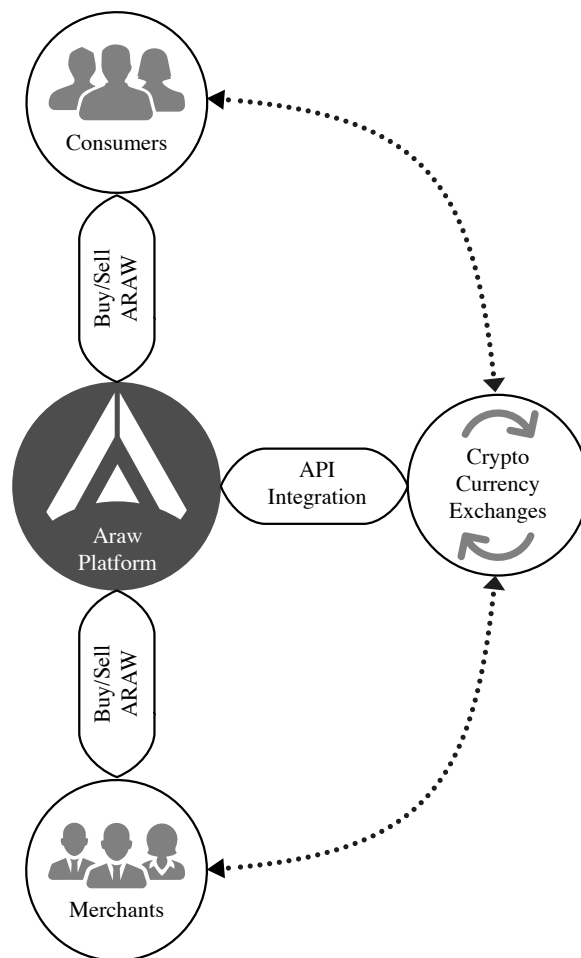 Consumers
Buy/Sell
ARAW
Araw
Platform
API
Integration
Crypto
Currency
Exchanges
Buy/Sell
ARAW
Merchants